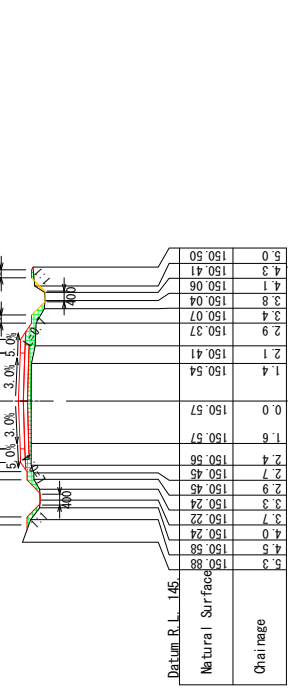 5.0% 3.0% 3.0% 5.0%
1:1
400
400
Datum R.L. 145.
Natural Surface 150.88 150.58 150.24 150.22 150.24 150.45 150.45 150.56 150.57 150.57 150.54 150.41 150.37 150.07 150.04 150.06 150.41 150.50
Chainage 5.3 4.5 4.0 3.7 3.3 2.9 2.7 2.4 1.6 0.0 1.4 2.1 2.9 3.4 3.8 4.1 4.3 5.0